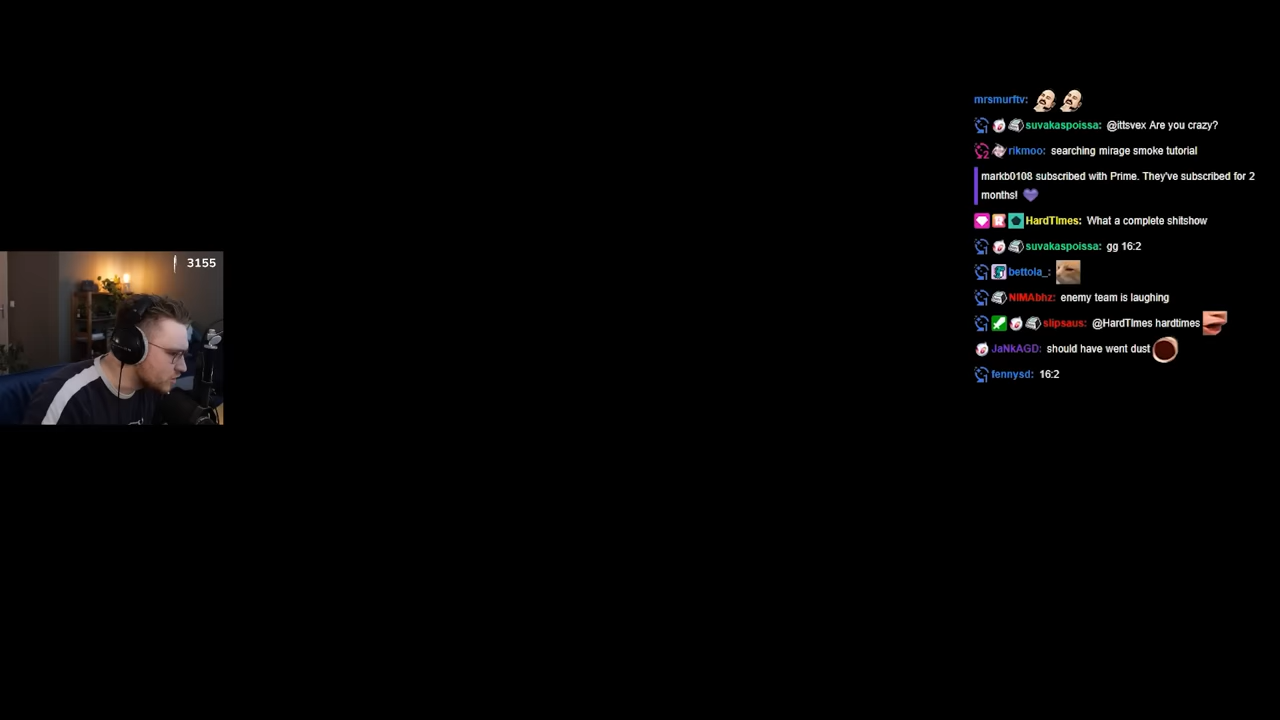 3155
mrsmurftv:
suvakaspoissa: @ittsvex Are you crazy?
rikmoo: searching mirage smoke tutorial
markb0108 subscribed with Prime. They've subscribed for 2
months!
HardTImes: What a complete shitshow
suvakaspoissa: gg 16:2
bettola_:
NIMAbhz: enemy team is laughing
slipsaus: @HardTImes hardtimes
JaNkAGD: should have went dust
fennysd: 16:2